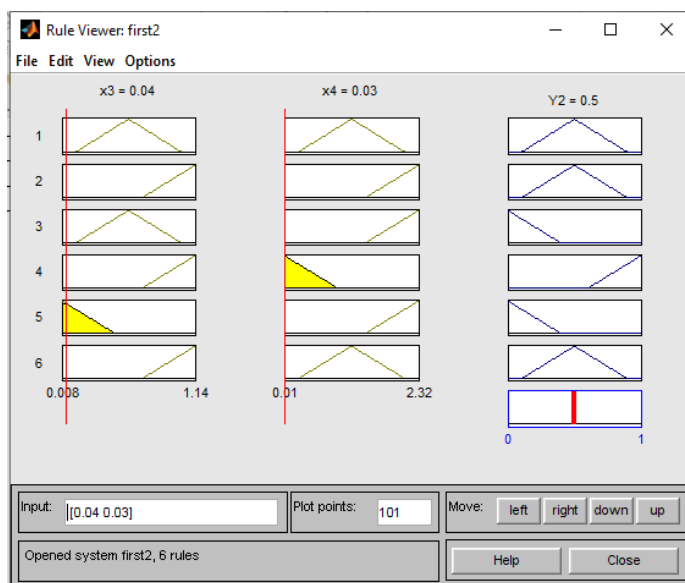 Rule Viewer: first2
File Edit View Options
x3 = 0.04
x4 = 0.03
Y2 = 0.5
1
2
3
4
5
6
0.008 1.14
0.01 2.32
0 1
Input: [0.04 0.03]
Plot points: 101
Move: left right down up
Opened system first2, 6 rules
Help Close